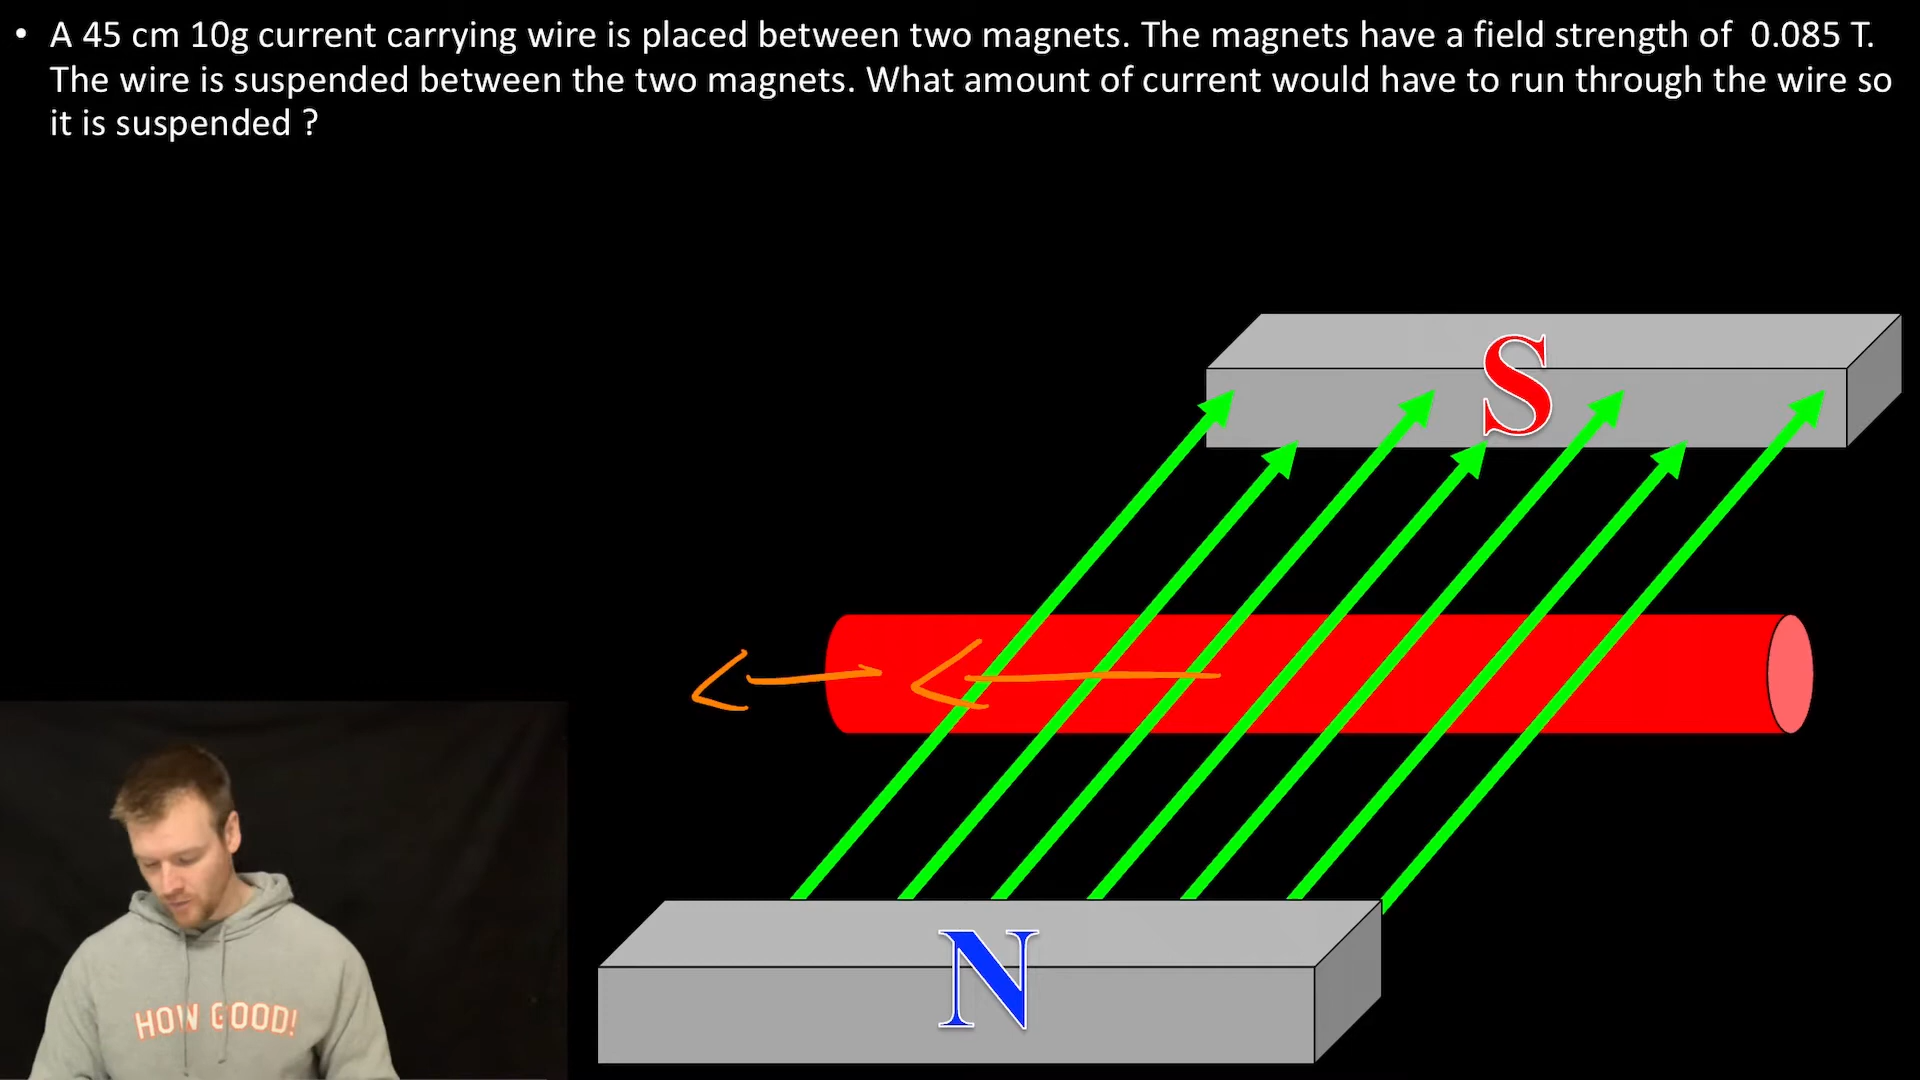 • A 45 cm 10g current carrying wire is placed between two magnets. The magnets have a field strength of  0.085 T.
The wire is suspended between the two magnets. What amount of current would have to run through the wire so
it is suspended ?
S
N
HOW GOOD!